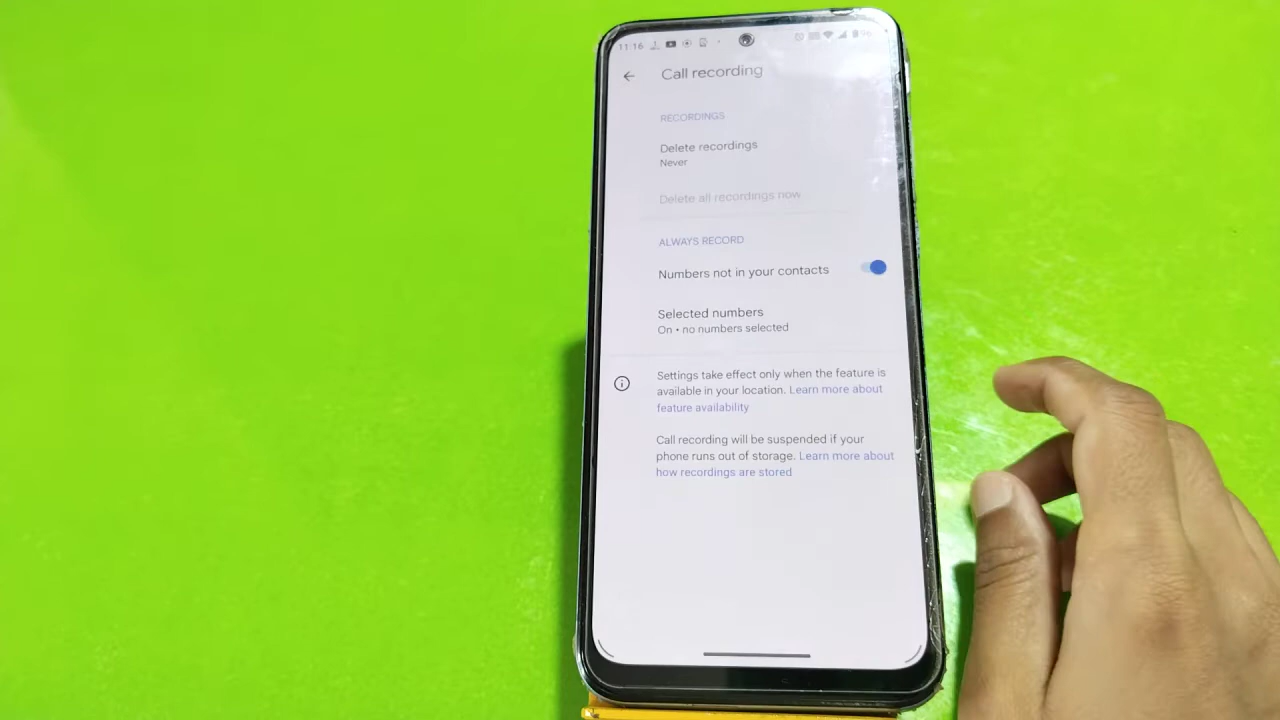 11:16
96
Call recording
RECORDINGS
Delete recordings
Never
Delete all recordings now
ALWAYS RECORD
Numbers not in your contacts
Selected numbers
On • no numbers selected
Settings take effect only when the feature is
available in your location. Learn more about
feature availability
Call recording will be suspended if your
phone runs out of storage. Learn more about
how recordings are stored